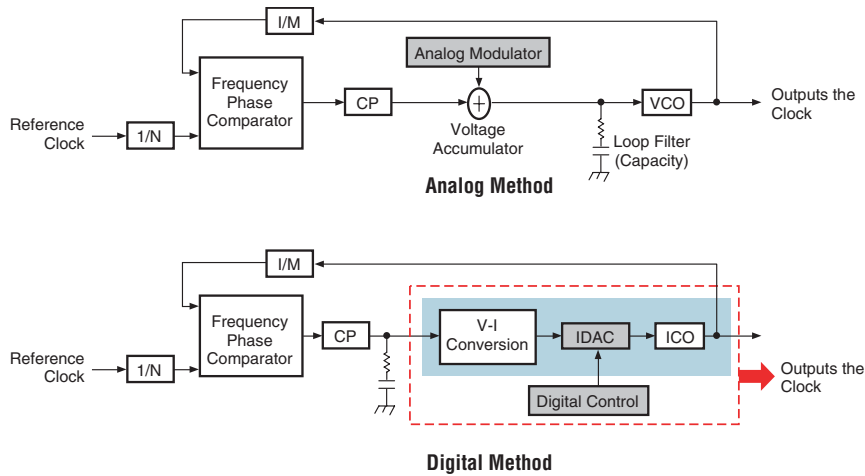 I/M
Analog Modulator
Frequency
Phase
Comparator
CP
+
VCO
Outputs the
Clock
Reference
Clock
1/N
Voltage
Accumulator
Loop Filter
(Capacity)
Analog Method
I/M
Frequency
Phase
Comparator
CP
V-I
Conversion
IDAC
ICO
Reference
Clock
1/N
Outputs the
Clock
Digital Control
Digital Method